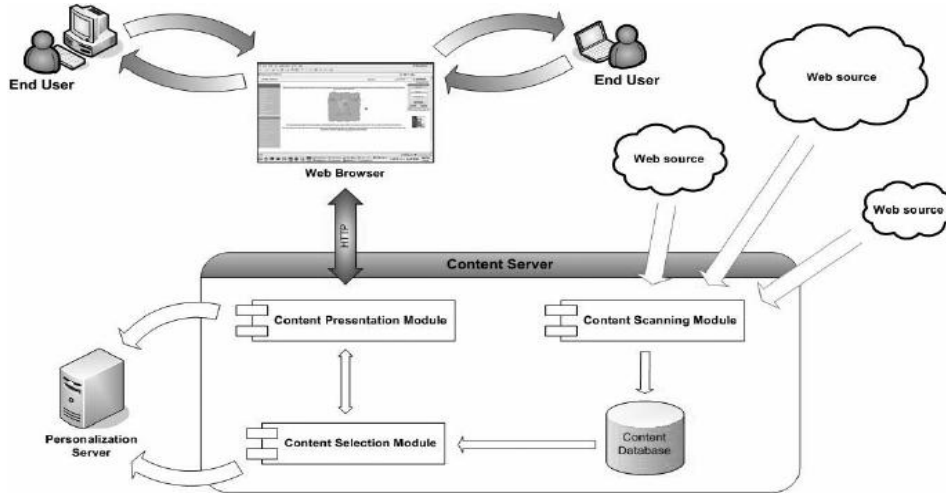 End User
End User
Web Browser
Web source
Web source
Web source
HTTP
Content Server
Content Presentation Module
Content Scanning Module
Personalization
Server
Content Selection Module
Content
Database